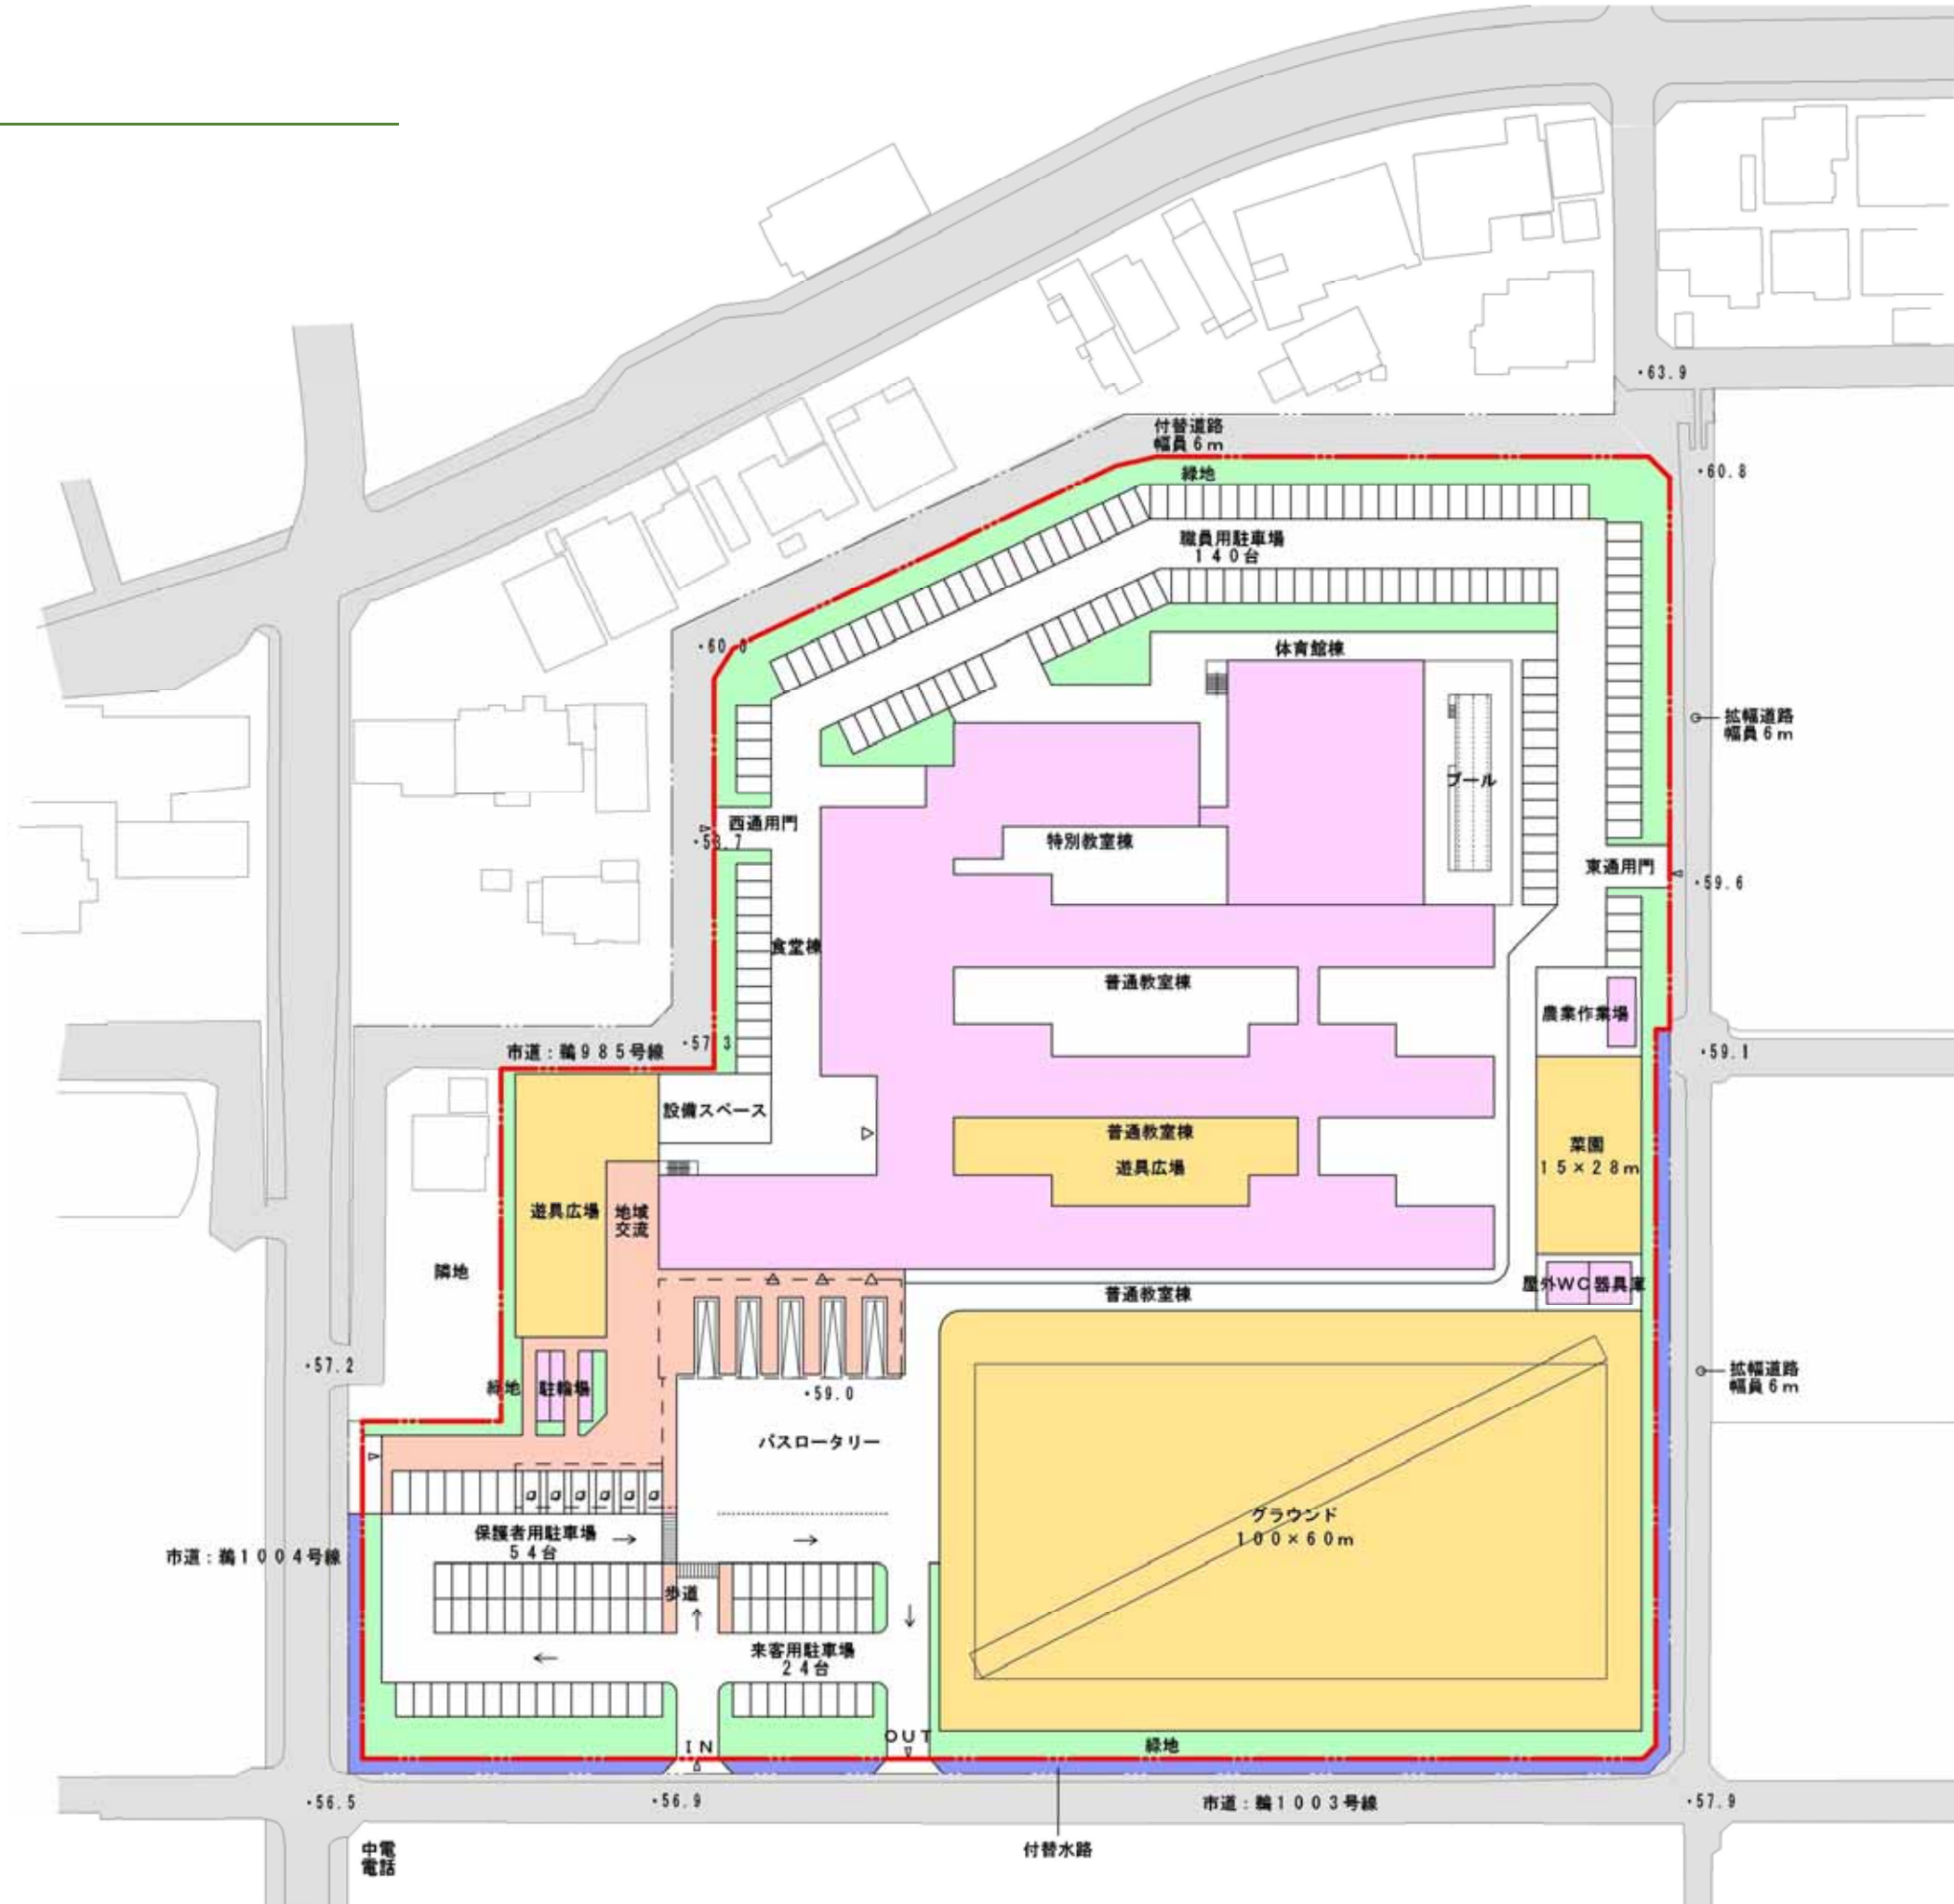 ・63.9
付替道路
幅員6m
・60.8
緑地
職員用駐車場
140台
・60.
体育館棟
拡幅道路
幅員6m
プール
西通用門
・58.7
特別教室棟
東通用門
・59.6
食堂棟
普通教室棟
農業作業場
市道:鵜985号線
・57.3
・59.1
設備スペース
普通教室棟
遊具広場
菜園
15×28m
遊具広場
地域
交流
隣地
屋外WC
器具庫
普通教室棟
・57.2
緑地
駐輪場
・59.0
拡幅道路
幅員6m
バスロータリー
グラウンド
100×60m
保護者用駐車場
54台
市道:鵜1004号線
歩道
来客用駐車場
24台
IN
OUT
緑地
・56.5
・56.9
市道:鵜1003号線
・57.9
中電
電話
付替水路